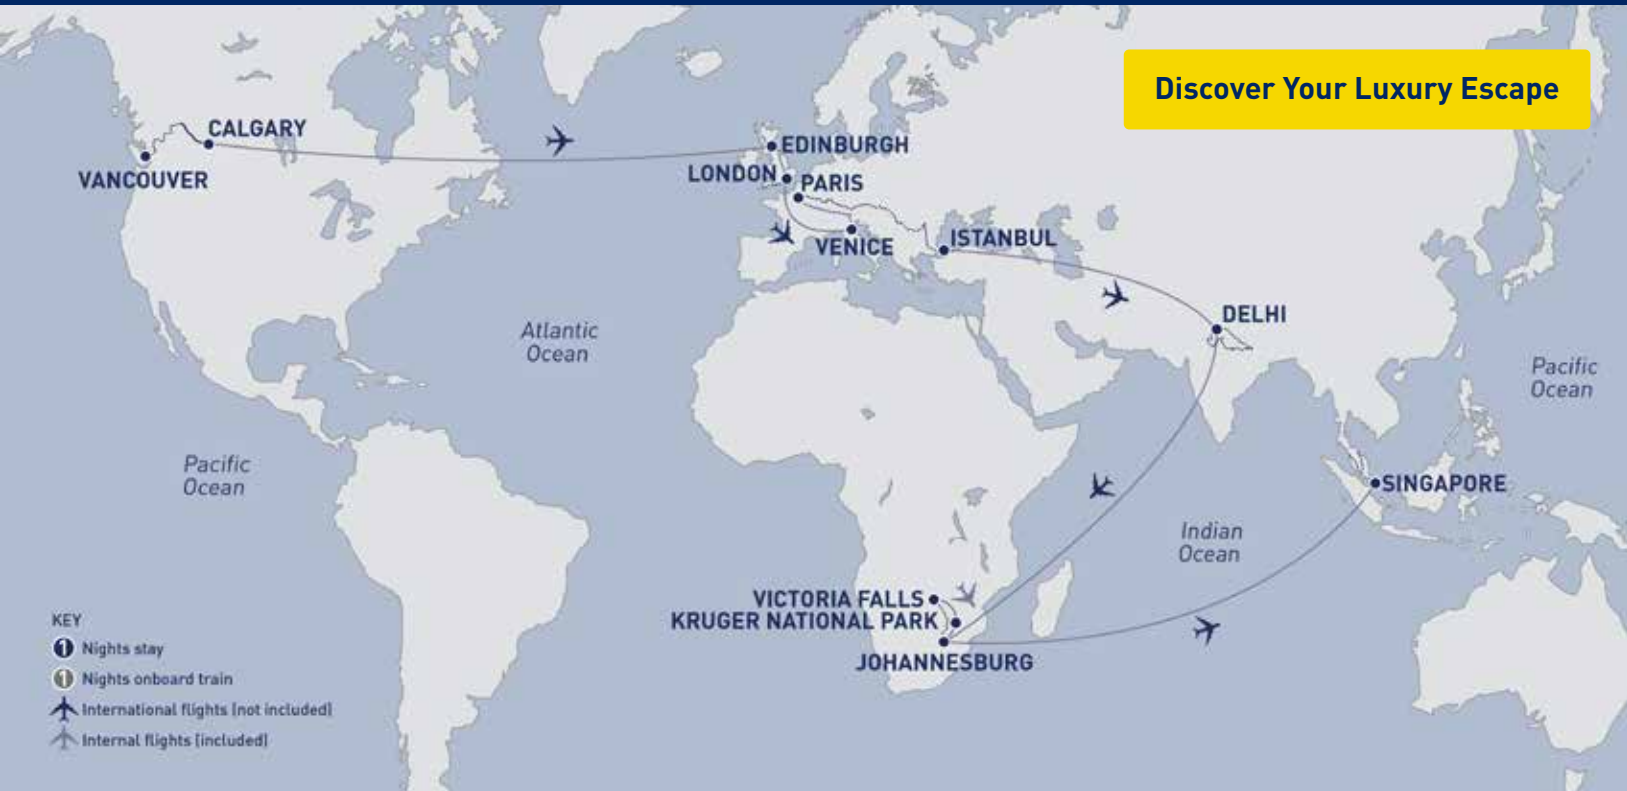 Discover Your Luxury Escape
CALGARY
VANCOUVER
EDINBURGH
LONDON
PARIS
VENICE
ISTANBUL
DELHI
Atlantic
Ocean
Pacific
Ocean
Pacific
Ocean
SINGAPORE
Indian
Ocean
VICTORIA FALLS
KRUGER NATIONAL PARK
JOHANNESBURG
KEY
1 Nights stay
1 Nights onboard train
International flights (not included)
Internal flights (included)